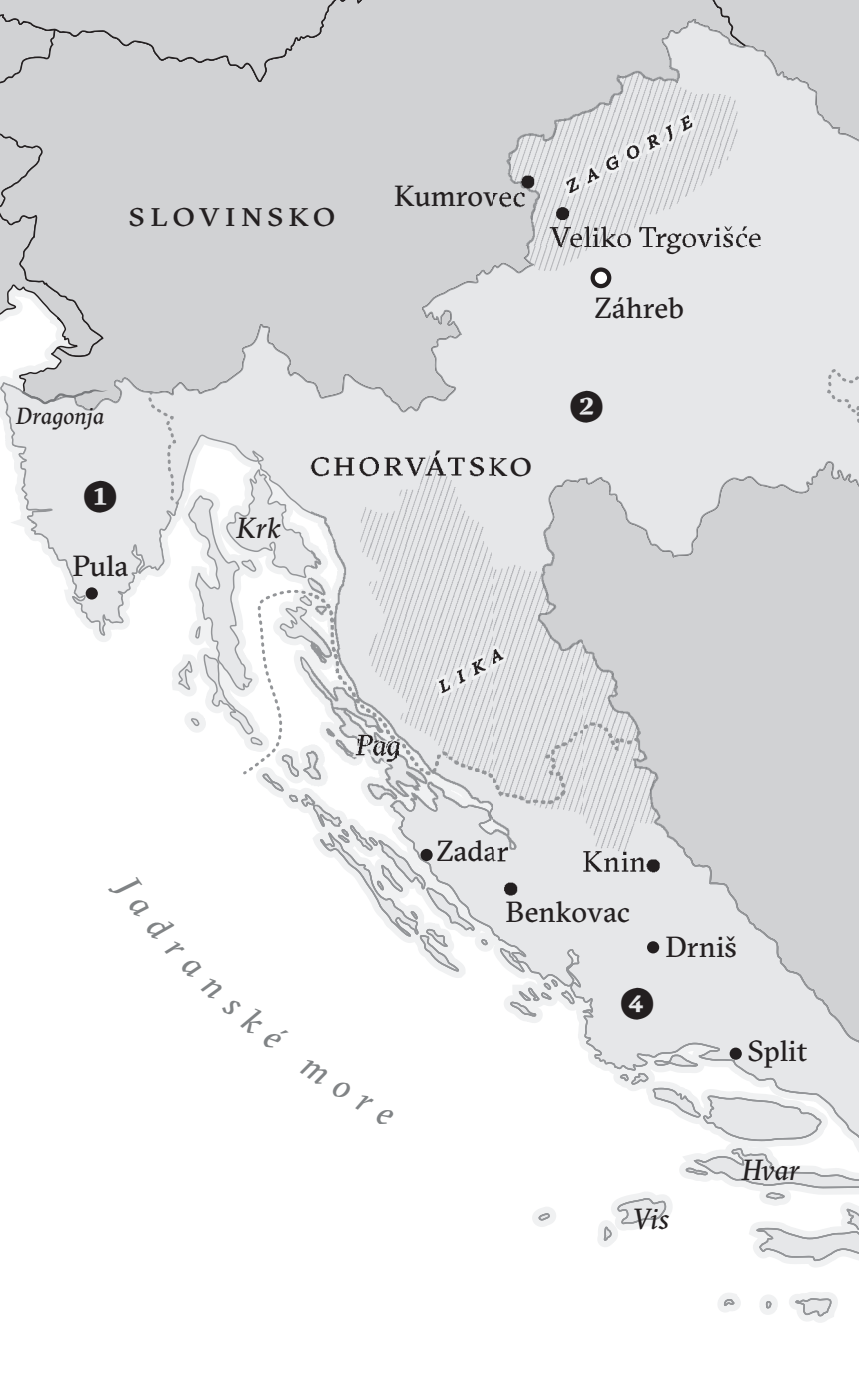 ZAGORJE
Kumrovec
SLOVINSKO
Veliko Trgovišće
Záhreb
2
Dragonja
CHORVÁTSKO
1
Krk
Pula
LIKA
Pag
Zadar
Knin
Benkovac
Drniš
Jadranské more
4
Split
Hvar
Vis